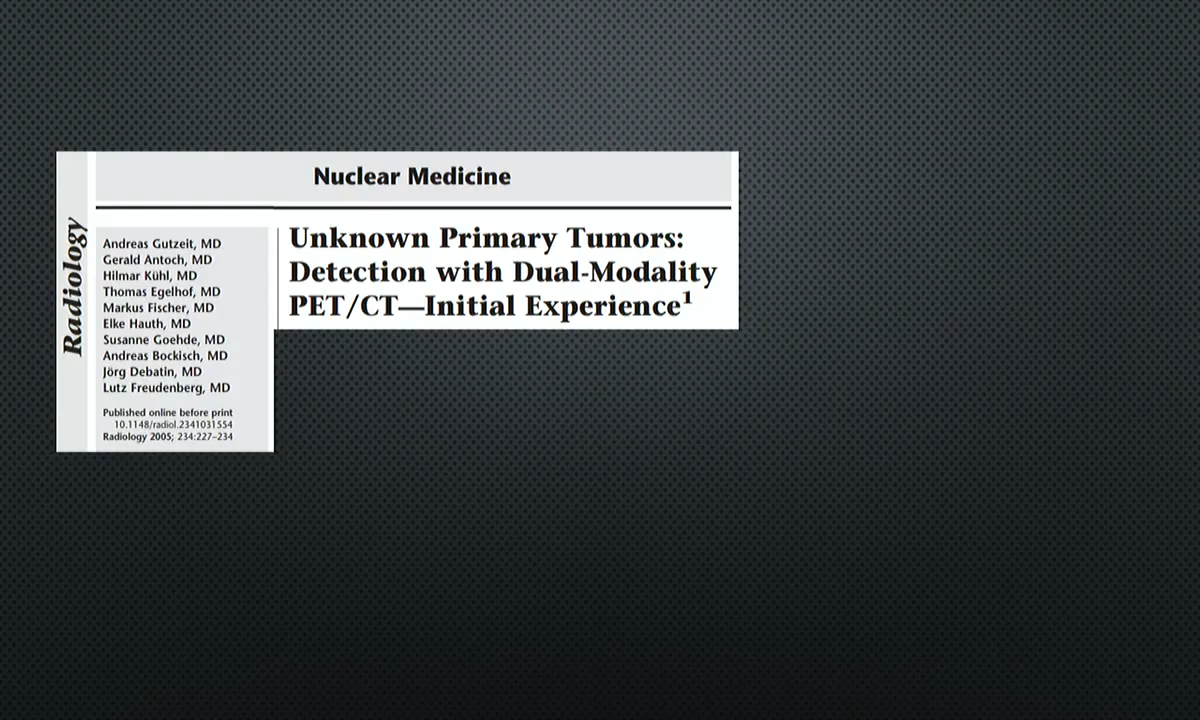 Nuclear Medicine
Radiology
Andreas Gutzeit, MD
Gerald Antoch, MD
Hilmar Kühl, MD
Thomas Egelhof, MD
Markus Fischer, MD
Elke Hauth, MD
Susanne Goehde, MD
Andreas Bockisch, MD
Jörg Debatin, MD
Lutz Freudenberg, MD
Published online before print
10.1148/radiol.2341031554
Radiology 2005; 234:227–234
Unknown Primary Tumors:
Detection with Dual-Modality
PET/CT—Initial Experience¹